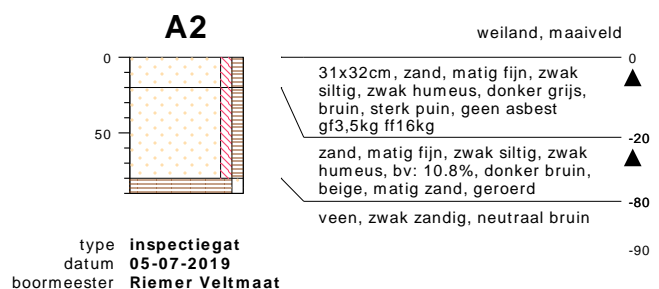 A2
weiland, maaiveld
0
0
31x32cm, zand, matig fijn, zwak
siltig, zwak humeus, donker grijs,
bruin, sterk puin, geen asbest
gf3,5kg ff16kg
-20
50
zand, matig fijn, zwak siltig, zwak
humeus, bv: 10.8%, donker bruin,
beige, matig zand, geroerd
-80
veen, zwak zandig, neutraal bruin
-90
type inspectiegat
datum 05-07-2019
boormeester Riemer Veltmaat